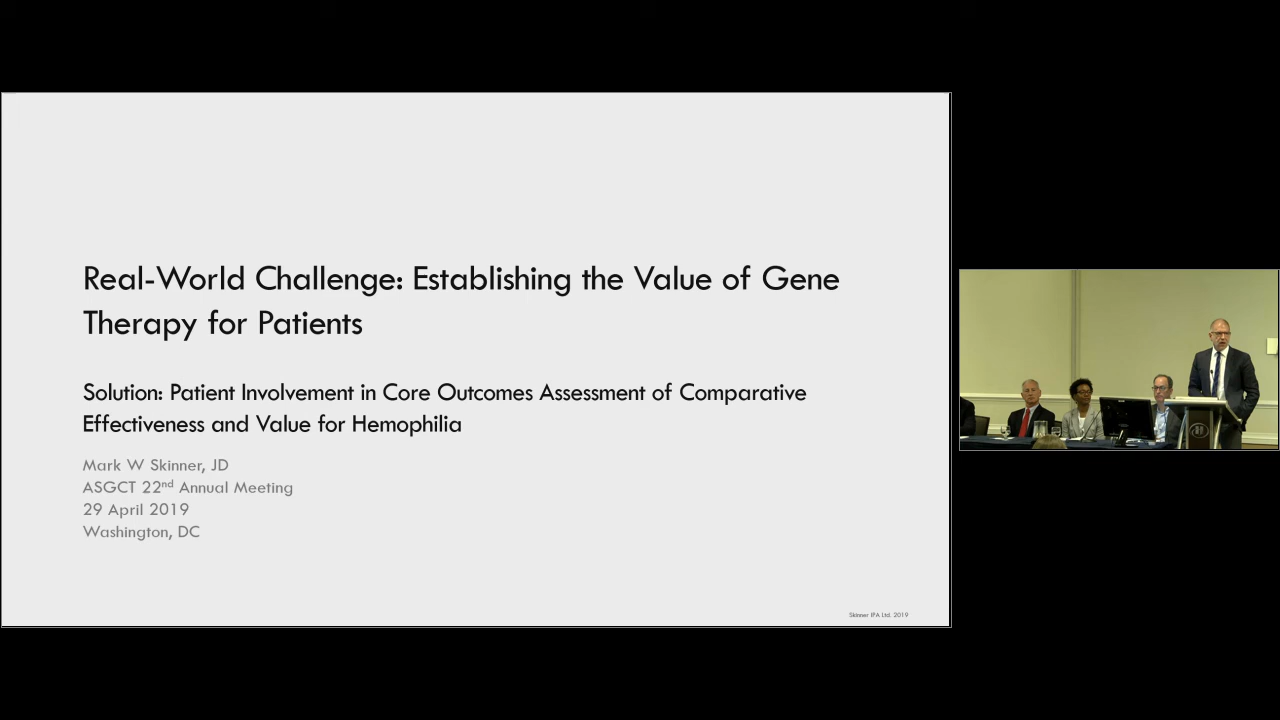 Real-World Challenge: Establishing the Value of Gene
Therapy for Patients
Solution: Patient Involvement in Core Outcomes Assessment of Comparative
Effectiveness and Value for Hemophilia
Mark W Skinner, JD
ASGCT 22nd Annual Meeting
29 April 2019
Washington, DC
Skinner IPA Ltd. 2019